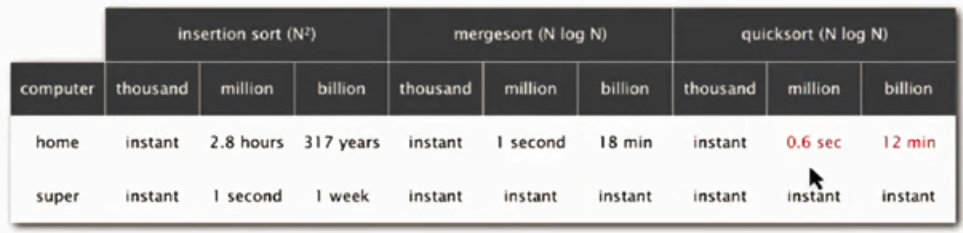 insertion sort (N²) mergesort (N log N) quicksort (N log N)
computer thousand million billion thousand million billion thousand million billion
home instant 2.8 hours 317 years instant 1 second 18 min instant 0.6 sec 12 min
super instant 1 second 1 week instant instant instant instant instant instant